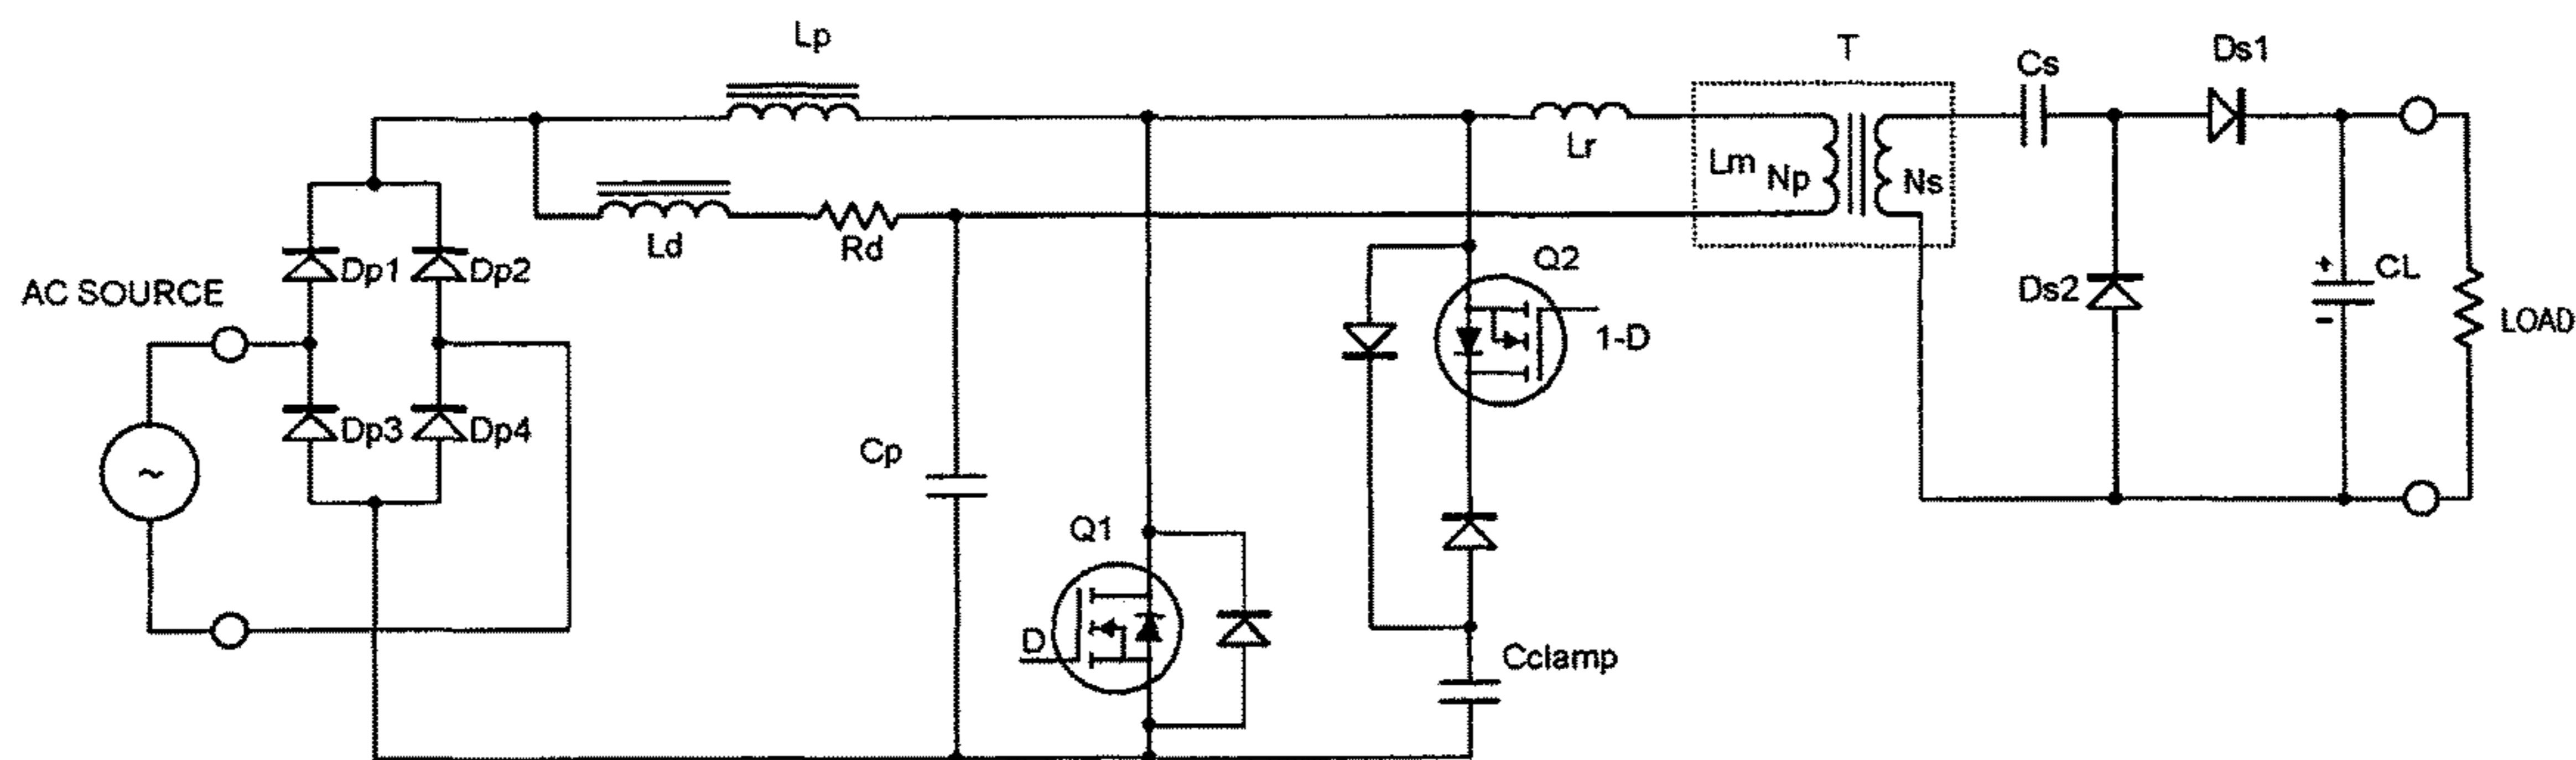 Lp
T
Cs
Ds1
Lr
Lm
Np
Ns
Ld
Rd
Dp1
Dp2
AC SOURCE
Q2
Ds2
+
CL
-
LOAD
1-D
Dp3
Dp4
~
Cp
Q1
D
Cclamp